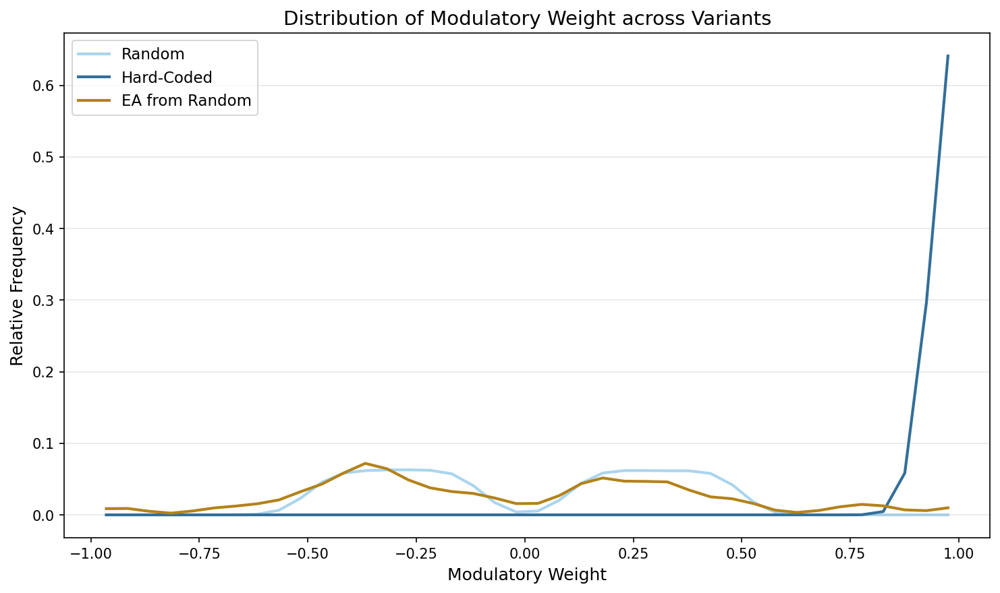 Distribution of Modulatory Weight across Variants
Random
Hard-Coded
EA from Random
Relative Frequency
0.6
0.5
0.4
0.3
0.2
0.1
0.0
−1.00 −0.75 −0.50 −0.25 0.00 0.25 0.50 0.75 1.00
Modulatory Weight